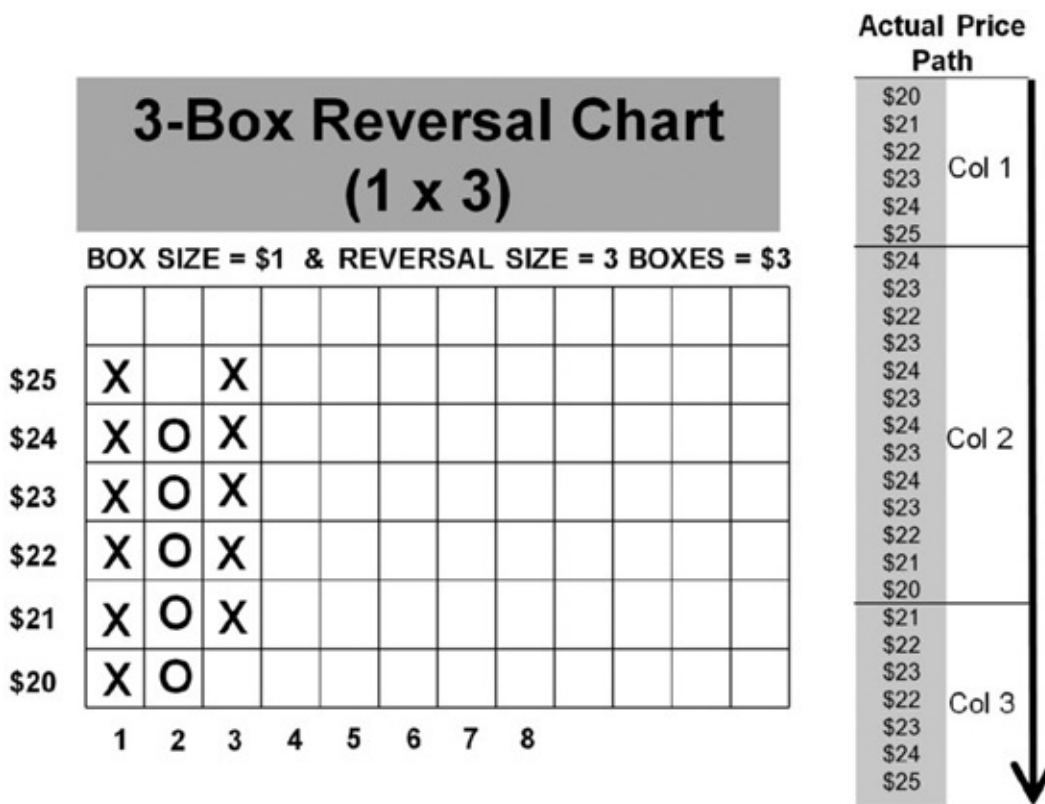 3-Box Reversal Chart
(1 x 3)
BOX SIZE = $1 & REVERSAL SIZE = 3 BOXES = $3
$25 X X
$24 X O X
$23 X O X
$22 X O X
$21 X O X
$20 X O
1 2 3 4 5 6 7 8
Actual Price
Path
$20
$21
$22
Col 1
$23
$24
$25
$24
$23
$22
$23
$24
$23
$24
Col 2
$23
$24
$23
$22
$21
$20
$21
$22
$23
$22
Col 3
$23
$24
$25